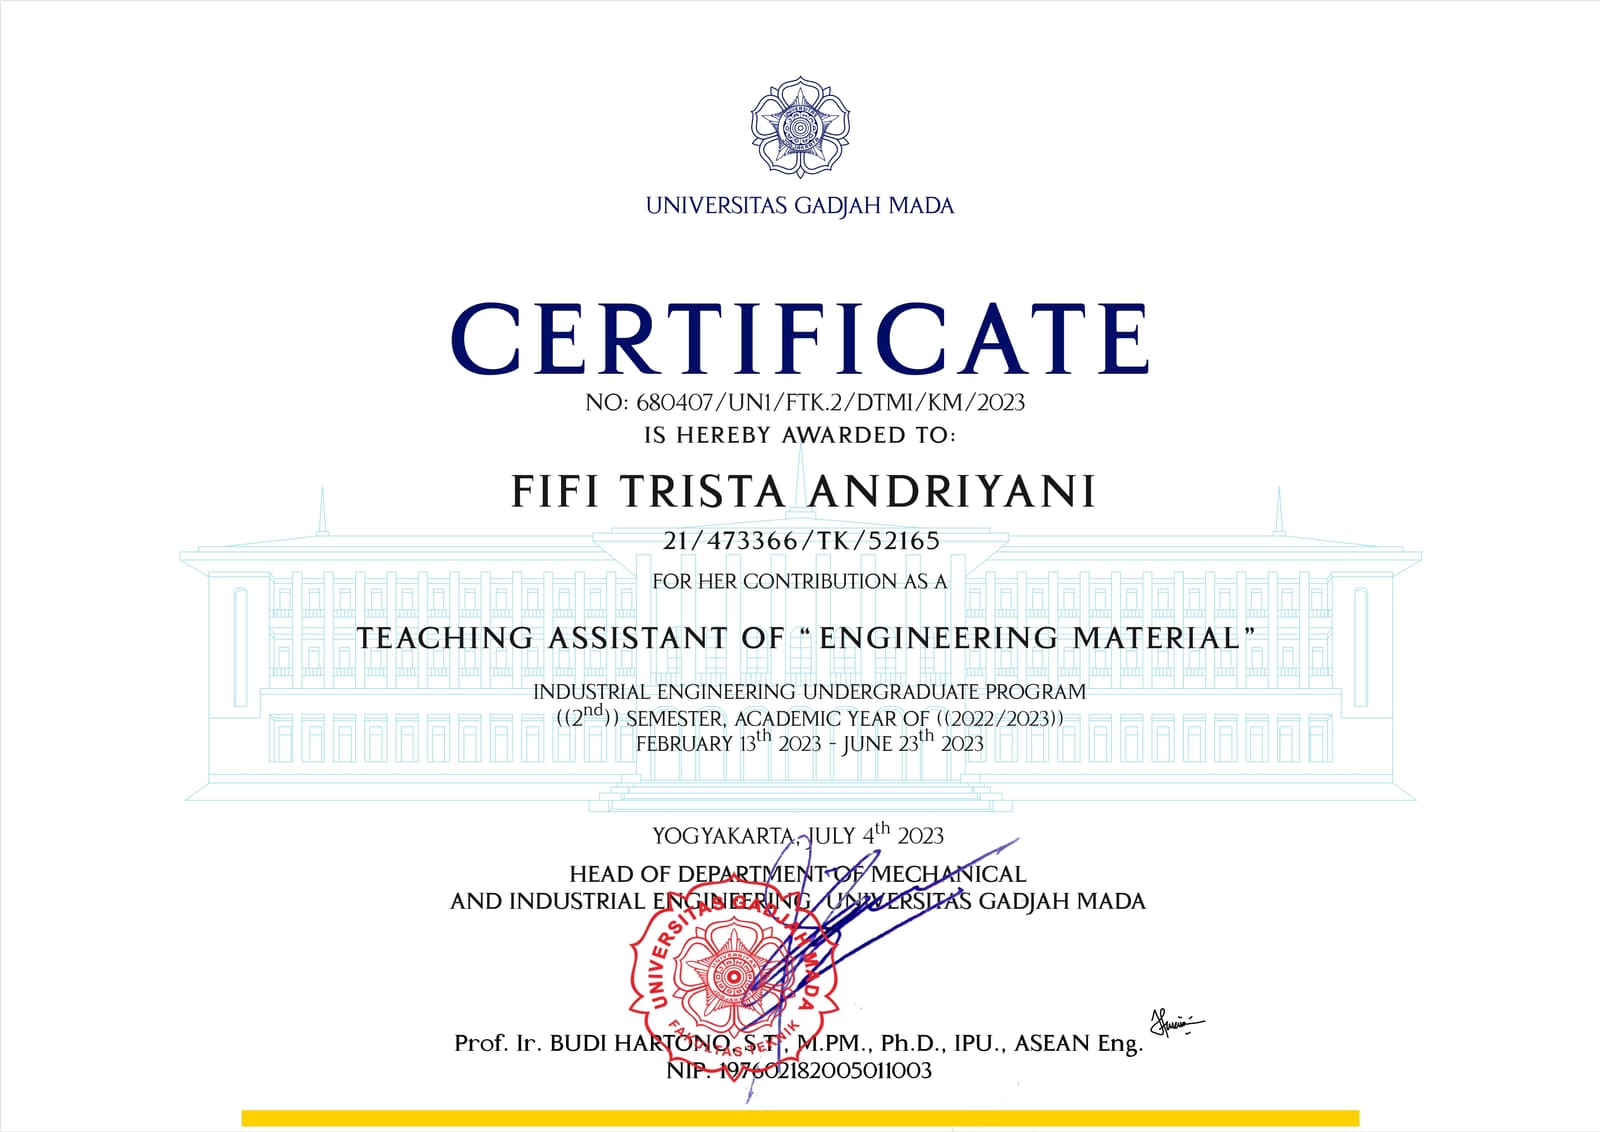 UNIVERSITAS GADJAH MADA
CERTIFICATE
NO: 680407/UN1/FTK.2/DTMI/KM/2023
IS HEREBY AWARDED TO:
FIFI TRISTA ANDRIYANI
21/473366/TK/52165
FOR HER CONTRIBUTION AS A
TEACHING ASSISTANT OF “ ENGINEERING MATERIAL”
INDUSTRIAL ENGINEERING UNDERGRADUATE PROGRAM
((2nd)) SEMESTER, ACADEMIC YEAR OF ((2022/2023))
FEBRUARY 13th 2023 - JUNE 23th 2023
YOGYAKARTA, JULY 4th 2023
HEAD OF DEPARTMENT OF MECHANICAL
AND INDUSTRIAL ENGINEERING UNIVERSITAS GADJAH MADA
UNIVERSITAS GADJAH MADA
FAKULTAS TEKNIK
Prof. Ir. BUDI HARTONO, S.T., M.PM., Ph.D., IPU., ASEAN Eng.
NIP. 197602182005011003